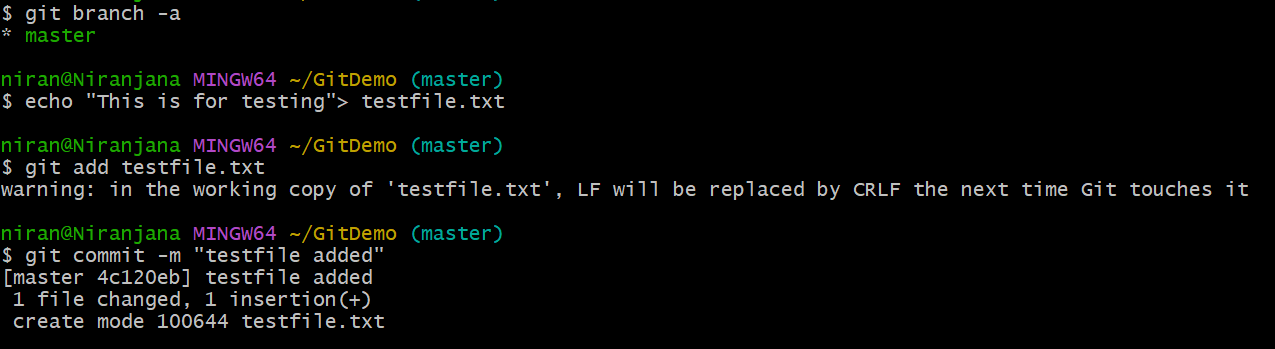 $ git branch -a
* master
niran@Niranjana MINGW64 ~/GitDemo (master)
$ echo "This is for testing"> testfile.txt
niran@Niranjana MINGW64 ~/GitDemo (master)
$ git add testfile.txt
warning: in the working copy of 'testfile.txt', LF will be replaced by CRLF the next time Git touches it
niran@Niranjana MINGW64 ~/GitDemo (master)
$ git commit -m "testfile added"
[master 4c120eb] testfile added
 1 file changed, 1 insertion(+)
 create mode 100644 testfile.txt